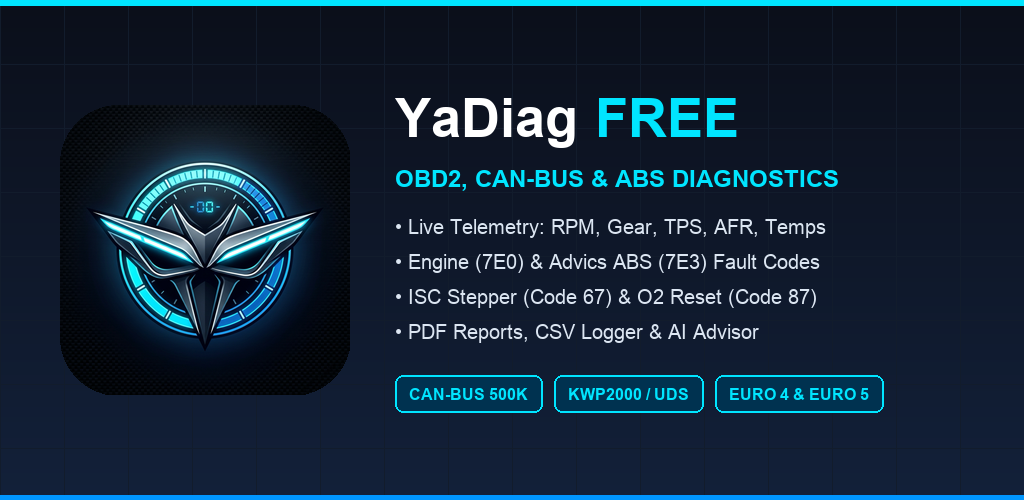 YaDiag FREE
OBD2, CAN-BUS & ABS DIAGNOSTICS
• Live Telemetry: RPM, Gear, TPS, AFR, Temps
• Engine (7E0) & Advics ABS (7E3) Fault Codes
• ISC Stepper (Code 67) & O2 Reset (Code 87)
• PDF Reports, CSV Logger & AI Advisor
CAN-BUS 500K
KWP2000 / UDS
EURO 4 & EURO 5